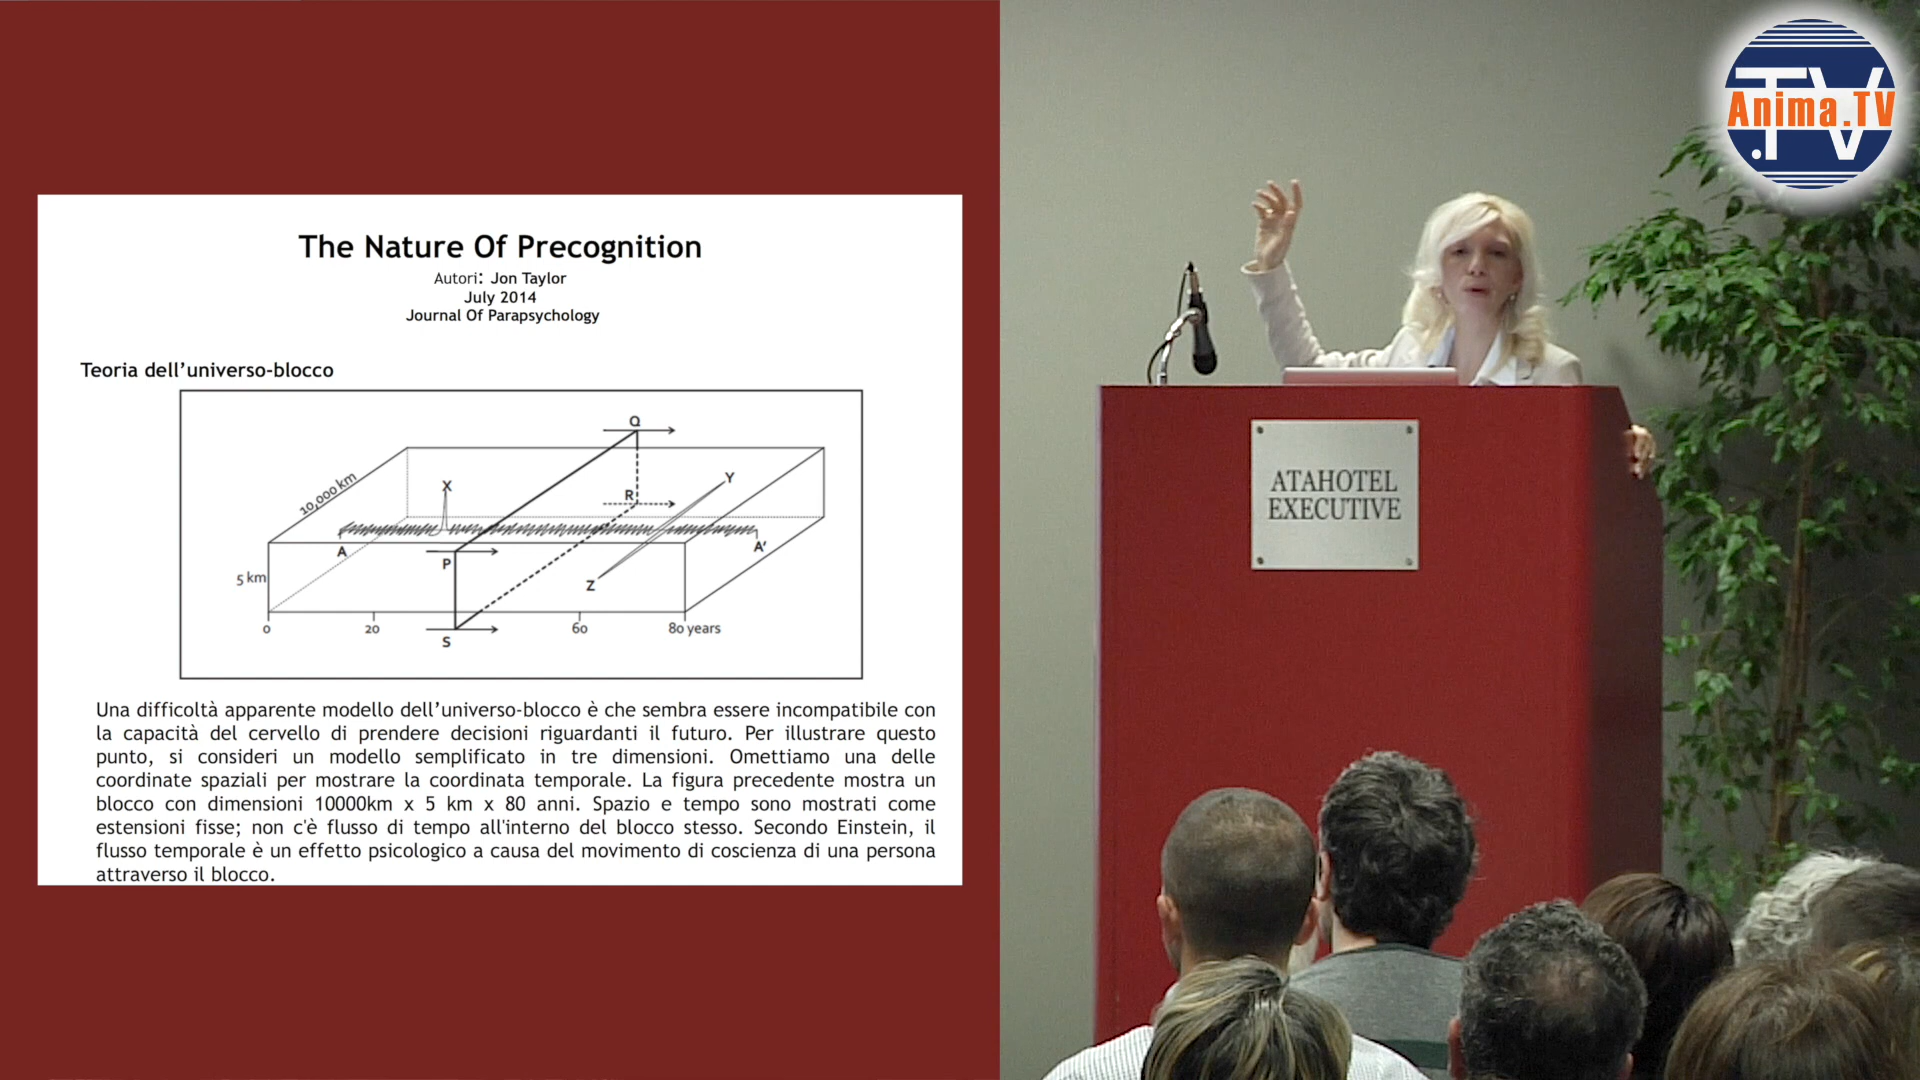 The Nature Of Precognition
Autori: Jon Taylor
July 2014
Journal Of Parapsychology
Teoria dell'universo-blocco
Q
10,000 km
X
Y
R
A
A'
P
5 km
Z
0
20
60
80 years
S
Una difficoltà apparente modello dell'universo-blocco è che sembra essere incompatibile con
la capacità del cervello di prendere decisioni riguardanti il futuro. Per illustrare questo
punto, si consideri un modello semplificato in tre dimensioni. Omettiamo una delle
coordinate spaziali per mostrare la coordinata temporale. La figura precedente mostra un
blocco con dimensioni 10000km x 5 km x 80 anni. Spazio e tempo sono mostrati come
estensioni fisse; non c'è flusso di tempo all'interno del blocco stesso. Secondo Einstein, il
flusso temporale è un effetto psicologico a causa del movimento di coscienza di una persona
attraverso il blocco.
.TV
Anima.TV
ATAHOTEL
EXECUTIVE